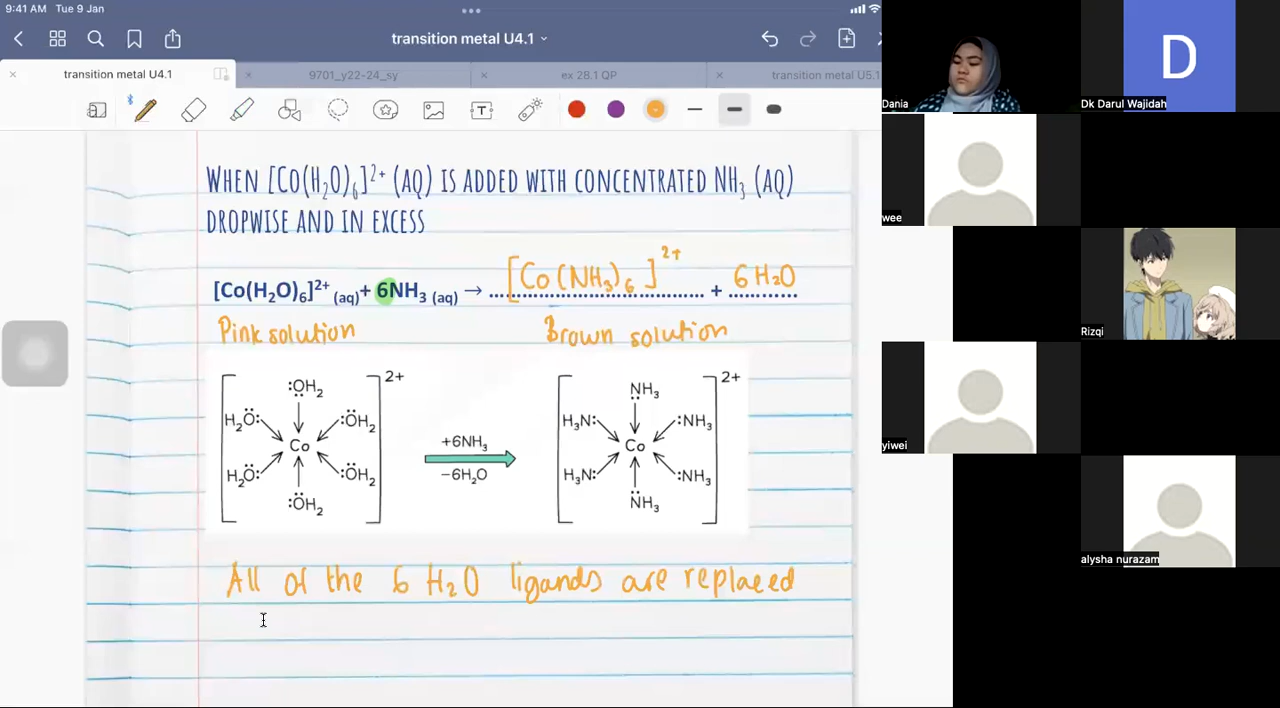 9:41 AM Tue 9 Jan
transition metal U4.1
transition metal U4.1
9701_y22-24_sy
ex 28.1 QP
transition metal U5.1
WHEN [CO(H₂O)₆]²⁺ (AQ) IS ADDED WITH CONCENTRATED NH₃ (AQ)
DROPWISE AND IN EXCESS
[Co(H₂O)₆]²⁺ (aq) + 6NH₃ (aq) → [Co(NH₃)₆]²⁺ + 6H₂O
Pink solution Brown solution
[ :ÖH₂ ]²⁺ [ NH₃ ]²⁺
H₂Ö: :ÖH₂ H₃N: :NH₃
Co +6NH₃ Co
H₂Ö: :ÖH₂ −6H₂O H₃N: :NH₃
:ÖH₂ N̈H₃
All of the 6 H₂O ligands are replaced
Dania
Dk Darul Wajidah
D
wee
Rizqi
yiwei
alysha nurazam